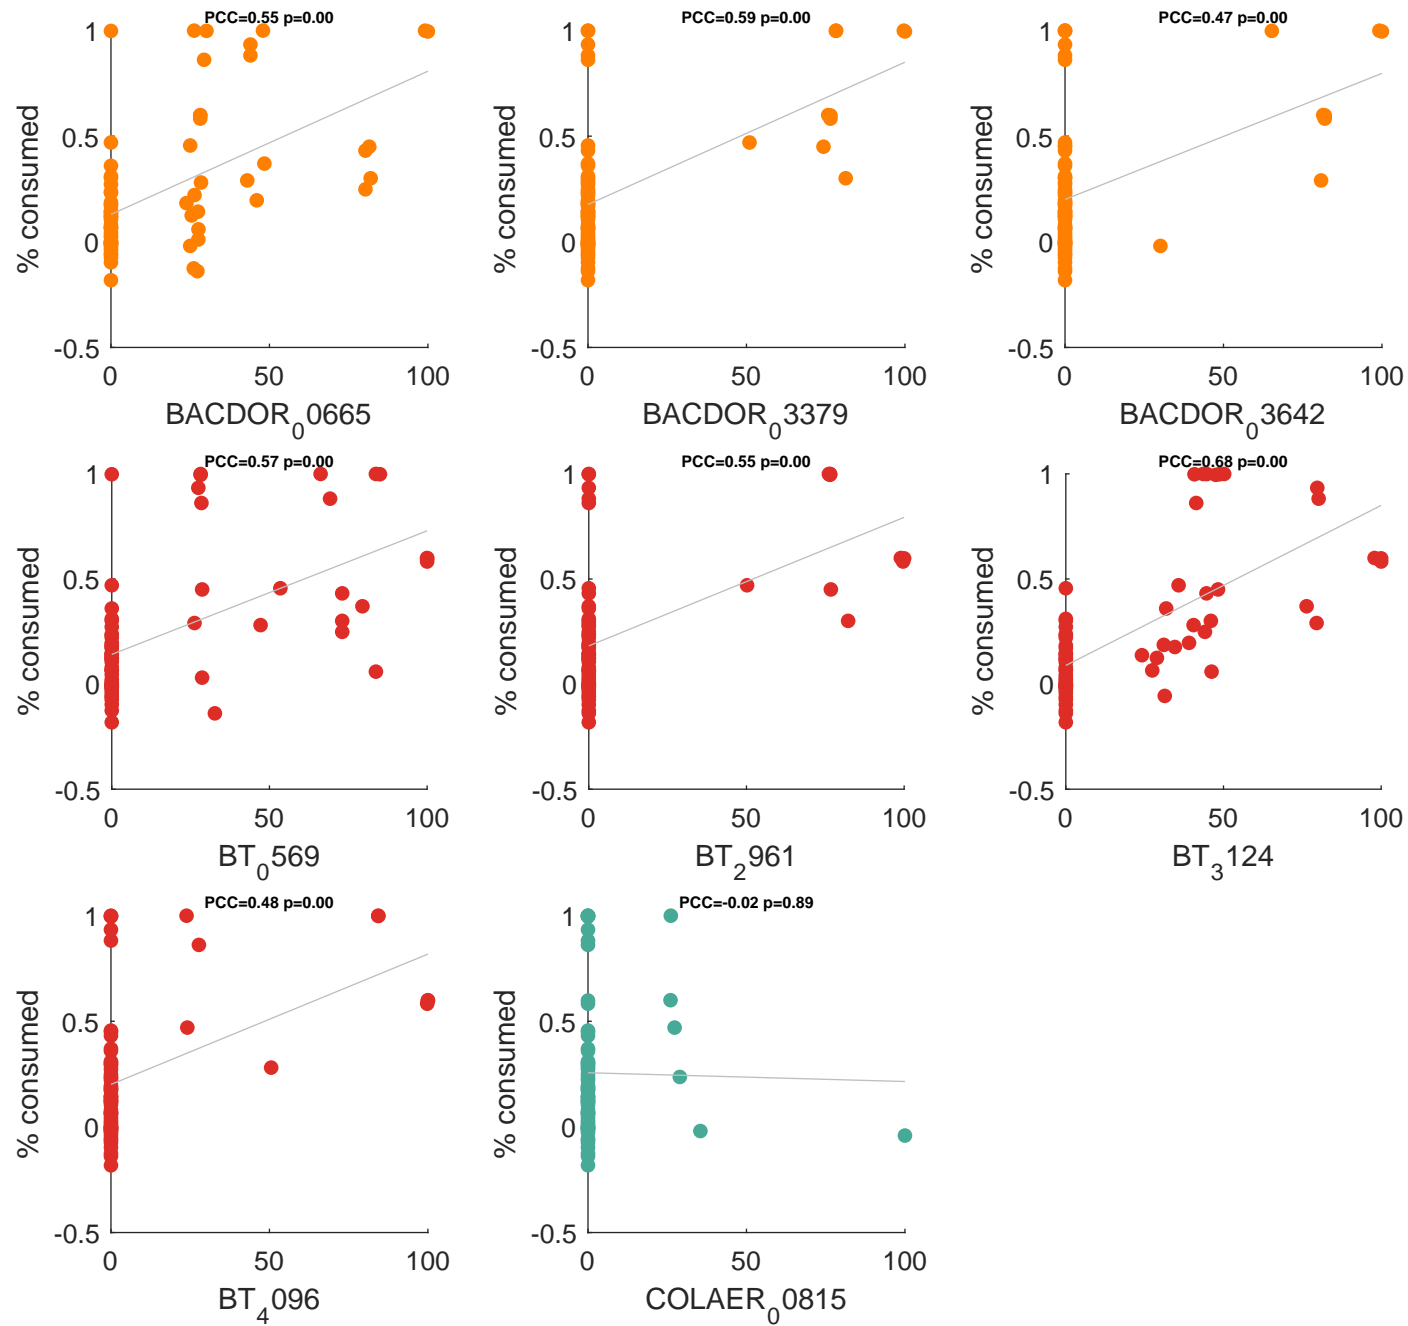 PCC=0.55 p=0.00
1
0.5
0
-0.5
% consumed
0 50 100
BACDOR₀0665
PCC=0.59 p=0.00
1
0.5
0
-0.5
% consumed
0 50 100
BACDOR₀3379
PCC=0.47 p=0.00
1
0.5
0
-0.5
% consumed
0 50 100
BACDOR₀3642
PCC=0.57 p=0.00
1
0.5
0
-0.5
% consumed
0 50 100
BT₀569
PCC=0.55 p=0.00
1
0.5
0
-0.5
% consumed
0 50 100
BT₂961
PCC=0.68 p=0.00
1
0.5
0
-0.5
% consumed
0 50 100
BT₃124
PCC=0.48 p=0.00
1
0.5
0
-0.5
% consumed
0 50 100
BT₄096
PCC=-0.02 p=0.89
1
0.5
0
-0.5
% consumed
0 50 100
COLAER₀0815